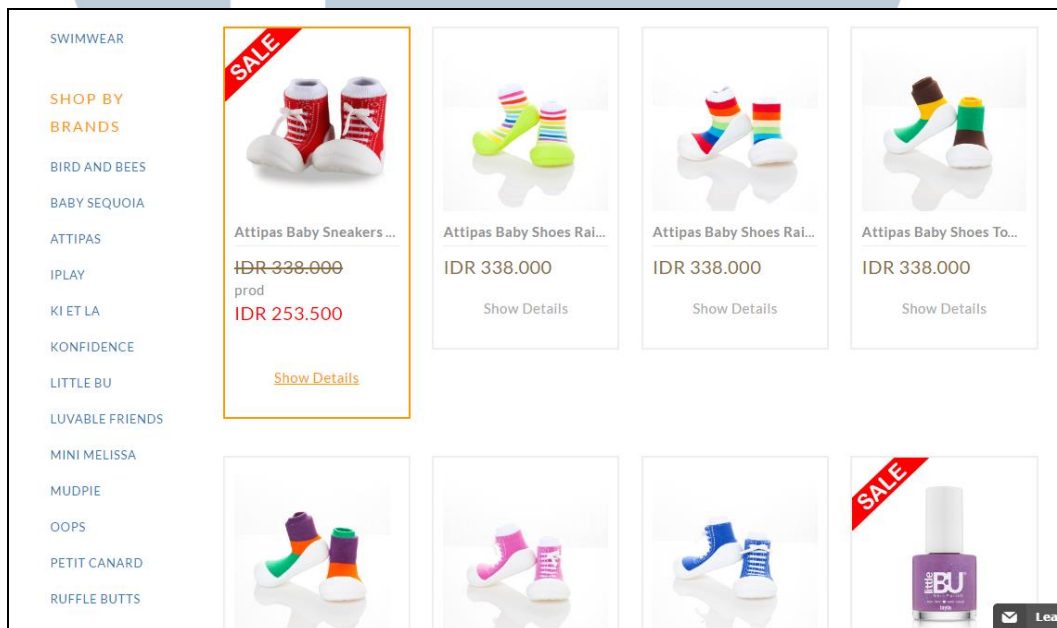 SWIMWEAR
SHOP BY
BRANDS
BIRD AND BEES
BABY SEQUOIA
ATTIPAS
IPLAY
KI ET LA
KONFIDENCE
LITTLE BU
LUVABLE FRIENDS
MINI MELISSA
MUDPIE
OOPS
PETIT CANARD
RUFFLE BUTTS
SALE
Attipas Baby Sneakers ...
IDR 338.000
prod
IDR 253.500
Show Details
Attipas Baby Shoes Rai...
IDR 338.000
Show Details
Attipas Baby Shoes Rai...
IDR 338.000
Show Details
Attipas Baby Shoes To...
IDR 338.000
Show Details
SALE
little BU
Lea